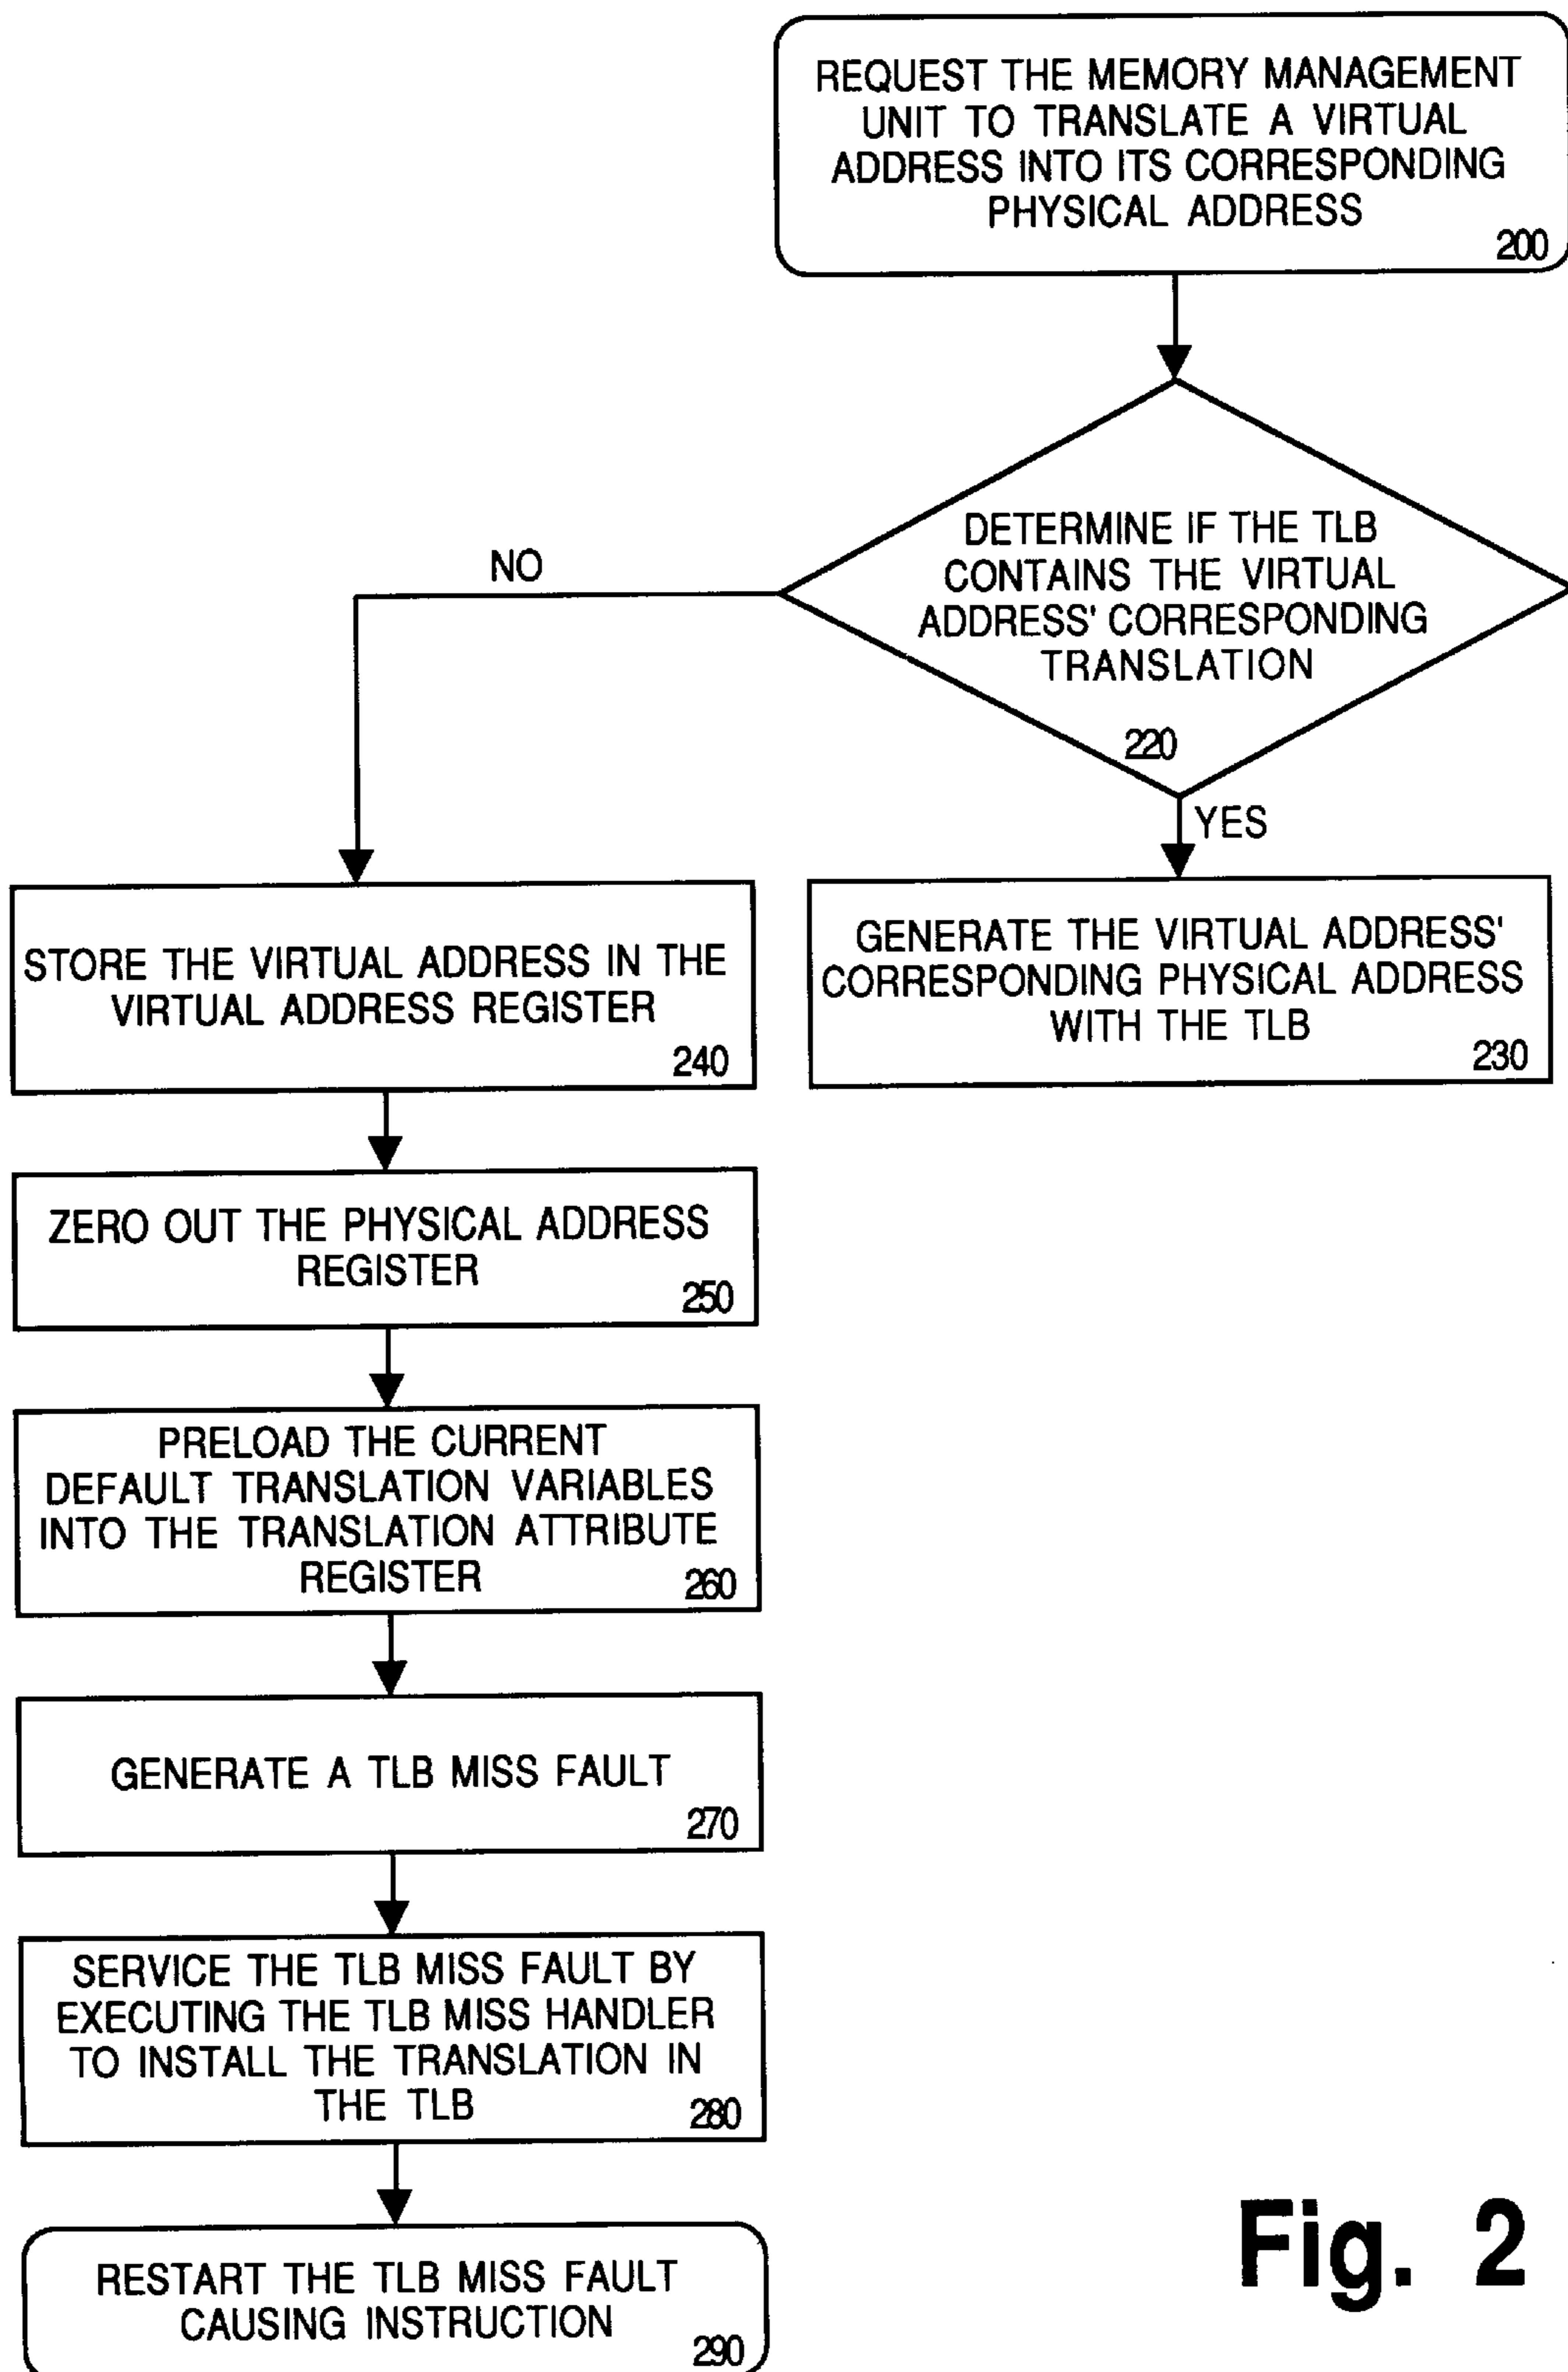 REQUEST THE MEMORY MANAGEMENT
UNIT TO TRANSLATE A VIRTUAL
ADDRESS INTO ITS CORRESPONDING
PHYSICAL ADDRESS
200
DETERMINE IF THE TLB
CONTAINS THE VIRTUAL
ADDRESS' CORRESPONDING
TRANSLATION
220
NO
YES
GENERATE THE VIRTUAL ADDRESS'
CORRESPONDING PHYSICAL ADDRESS
WITH THE TLB
230
STORE THE VIRTUAL ADDRESS IN THE
VIRTUAL ADDRESS REGISTER
240
ZERO OUT THE PHYSICAL ADDRESS
REGISTER
250
PRELOAD THE CURRENT
DEFAULT TRANSLATION VARIABLES
INTO THE TRANSLATION ATTRIBUTE
REGISTER
260
GENERATE A TLB MISS FAULT
270
SERVICE THE TLB MISS FAULT BY
EXECUTING THE TLB MISS HANDLER
TO INSTALL THE TRANSLATION IN
THE TLB
280
RESTART THE TLB MISS FAULT
CAUSING INSTRUCTION
290
Fig. 2